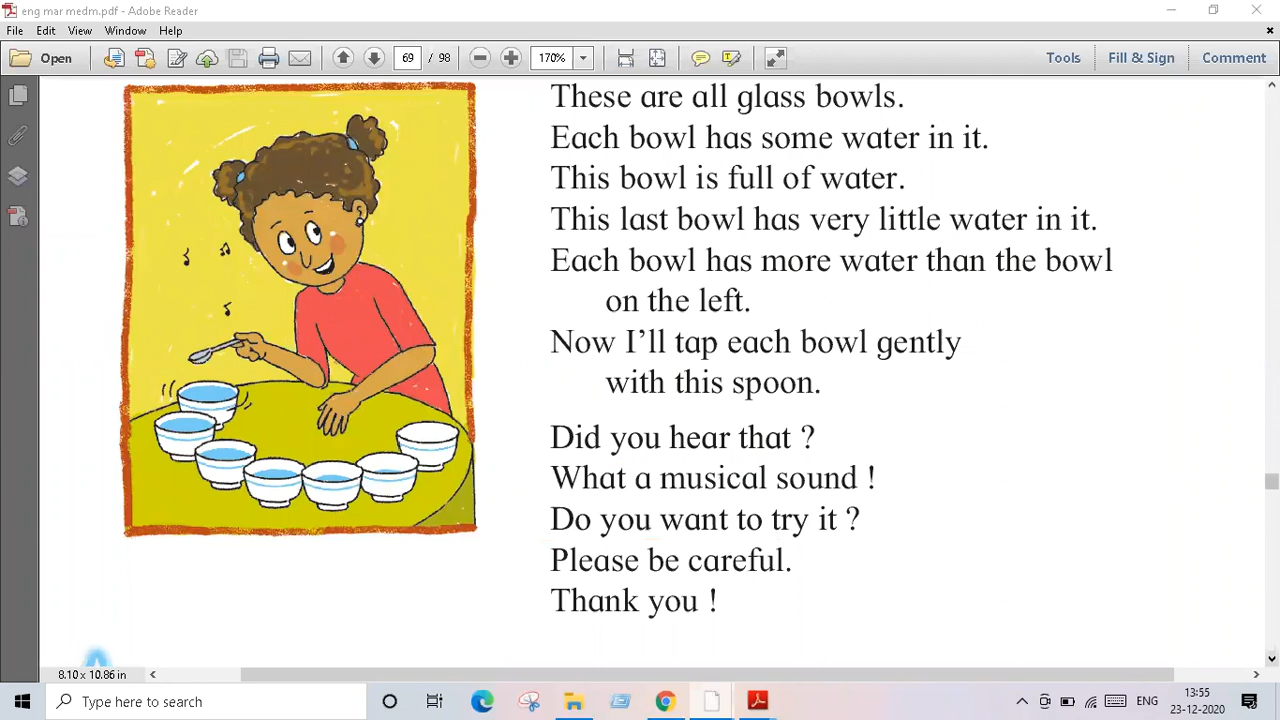 eng mar medm.pdf - Adobe Reader
File Edit View Window Help
Open 69 / 98 170% Tools Fill & Sign Comment
These are all glass bowls.
Each bowl has some water in it.
This bowl is full of water.
This last bowl has very little water in it.
Each bowl has more water than the bowl
on the left.
Now I'll tap each bowl gently
with this spoon.
Did you hear that ?
What a musical sound !
Do you want to try it ?
Please be careful.
Thank you !
8.10 x 10.86 in
Type here to search
ENG
13:55
23-12-2020